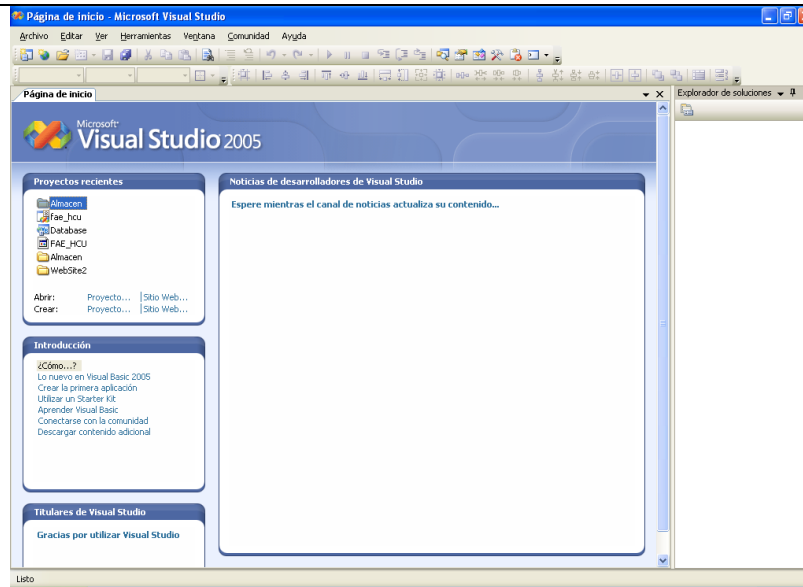 Página de inicio - Microsoft Visual Studio
Archivo Editar Ver Herramientas Ventana Comunidad Ayuda
Página de inicio
Explorador de soluciones
Microsoft
Visual Studio 2005
Proyectos recientes
Almacen
fae_hcu
Database
FAE_HCU
Almacen
WebSite2
Abrir: Proyecto... | Sitio Web...
Crear: Proyecto... | Sitio Web...
Noticias de desarrolladores de Visual Studio
Espere mientras el canal de noticias actualiza su contenido...
Introducción
¿Cómo...?
Lo nuevo en Visual Basic 2005
Crear la primera aplicación
Utilizar un Starter Kit
Aprender Visual Basic
Conectarse con la comunidad
Descargar contenido adicional
Titulares de Visual Studio
Gracias por utilizar Visual Studio
Listo